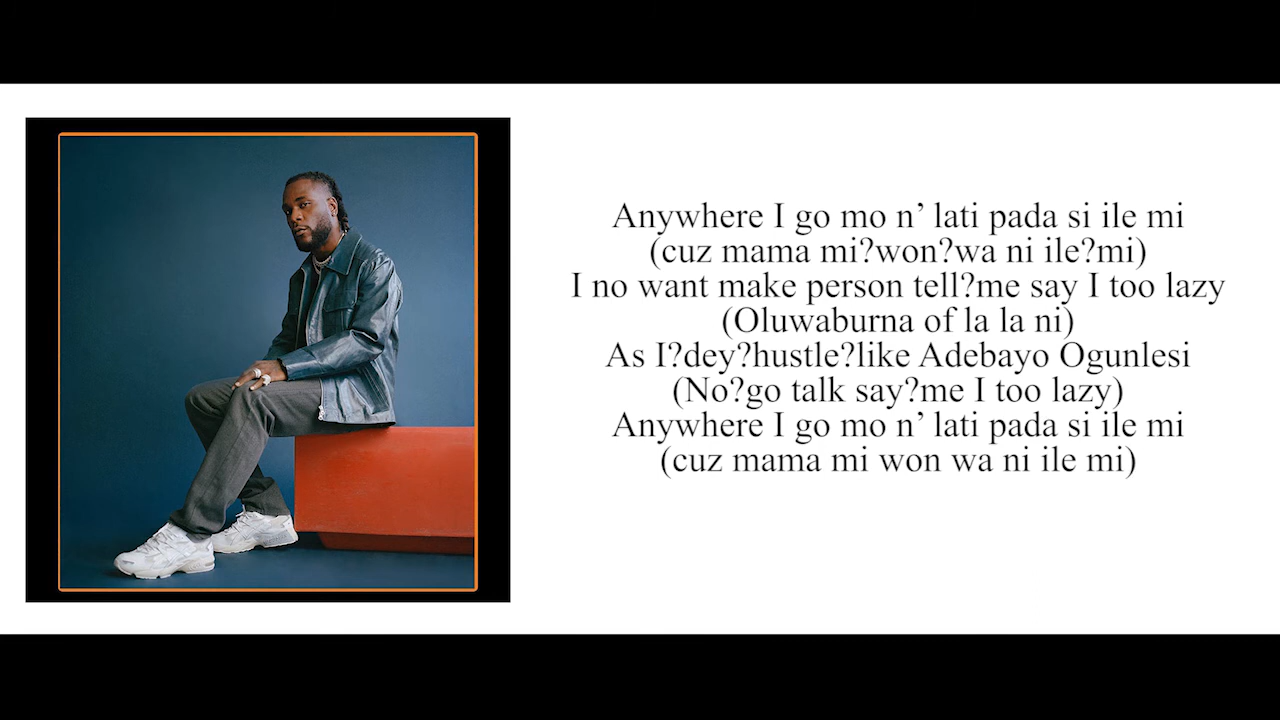 Anywhere I go mo n’ lati pada si ile mi
(cuz mama mi?won?wa ni ile?mi)
I no want make person tell?me say I too lazy
(Oluwaburna of la la ni)
As I?dey?hustle?like Adebayo Ogunlesi
(No?go talk say?me I too lazy)
Anywhere I go mo n’ lati pada si ile mi
(cuz mama mi won wa ni ile mi)